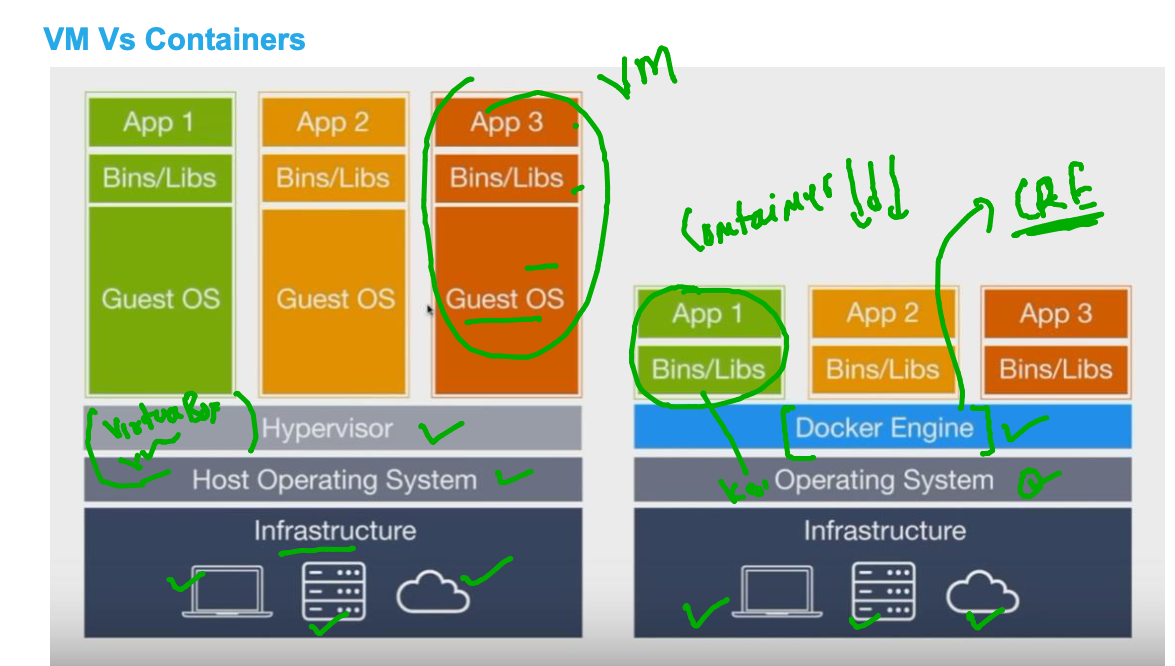 VM Vs Containers
VM
App 1
App 2
App 3
Bins/Libs
Bins/Libs
Bins/Libs
Guest OS
Guest OS
Guest OS
Hypervisor
Host Operating System
Infrastructure
Container
CRE
App 1
App 2
App 3
Bins/Libs
Bins/Libs
Bins/Libs
Docker Engine
Operating System
Infrastructure